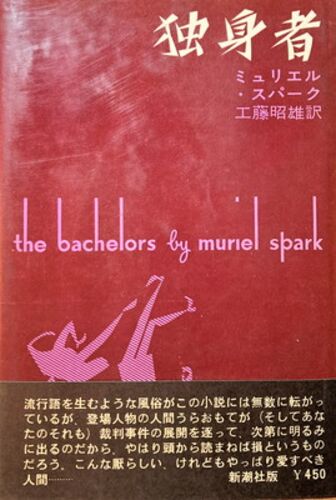 独身者
ミュリエル
・スパーク
工藤昭雄訳
the bachelors by muriel spark
流行語を生むような風俗がこの小説には無数に転がっ
ているが、登場人物の人間うらおもてが（そしてあな
たのそれも）裁判事件の展開を逐って、次第に明るみ
に出るのだから、やはり頭から読まねば損というもの
だろう。こんな厭らしい、けれどもやっぱり愛すべき
人間………
新潮社版 ¥450